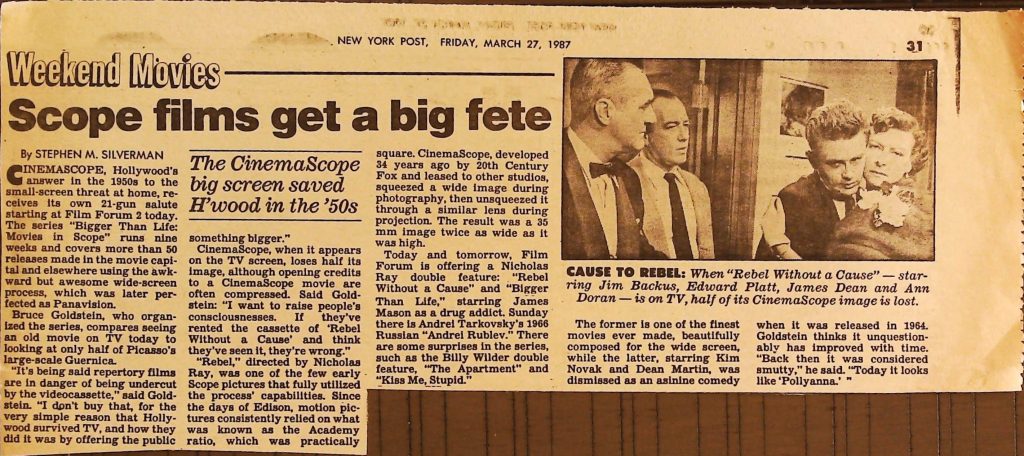 NEW YORK POST, FRIDAY, MARCH 27, 1987
31
Weekend Movies
Scope films get a big fete
By STEPHEN M. SILVERMAN
CINEMASCOPE, Hollywood's
answer in the 1950s to the
small-screen threat at home, re-
ceives its own 21-gun salute
starting at Film Forum 2 today.
The series "Bigger Than Life:
Movies in Scope" runs nine
weeks and covers more than 50
releases made in the movie capi-
tal and elsewhere using the awk-
ward but awesome wide-screen
process, which was later per-
fected as Panavision.
Bruce Goldstein, who organ-
ized the series, compares seeing
an old movie on TV today to
looking at only half of Picasso's
large-scale Guernica.
"It's being said repertory films
are in danger of being undercut
by the videocassette," said Gold-
stein. "I don't buy that, for the
very simple reason that Holly-
wood survived TV, and how they
did it was by offering the public
The CinemaScope
big screen saved
H'wood in the '50s
something bigger."
CinemaScope, when it appears
on the TV screen, loses half its
image, although opening credits
to a CinemaScope movie are
often compressed. Said Gold-
stein: "I want to raise people's
consciousnesses. If they've
rented the cassette of 'Rebel
Without a Cause' and think
they've seen it, they're wrong."
"Rebel," directed by Nicholas
Ray, was one of the few early
Scope pictures that fully utilized
the process' capabilities. Since
the days of Edison, motion pic-
tures consistently relied on what
was known as the Academy
ratio, which was practically
square. CinemaScope, developed
34 years ago by 20th Century
Fox and leased to other studios,
squeezed a wide image during
photography, then unsqueezed it
through a similar lens during
projection. The result was a 35
mm image twice as wide as it
was high.
Today and tomorrow, Film
Forum is offering a Nicholas
Ray double feature: "Rebel
Without a Cause" and "Bigger
Than Life," starring James
Mason as a drug addict. Sunday
there is Andrei Tarkovsky's 1966
Russian "Andrei Rublev." There
are some surprises in the series,
such as the Billy Wilder double
feature, "The Apartment" and
"Kiss Me, Stupid."
CAUSE TO REBEL: When "Rebel Without a Cause" — star-
ring Jim Backus, Edward Platt, James Dean and Ann
Doran — is on TV, half of its CinemaScope image is lost.
The former is one of the finest
movies ever made, beautifully
composed for the wide screen,
while the latter, starring Kim
Novak and Dean Martin, was
dismissed as an asinine comedy
when it was released in 1964.
Goldstein thinks it unquestion-
ably has improved with time.
"Back then it was considered
smutty," he said. "Today it looks
like 'Pollyanna.' "